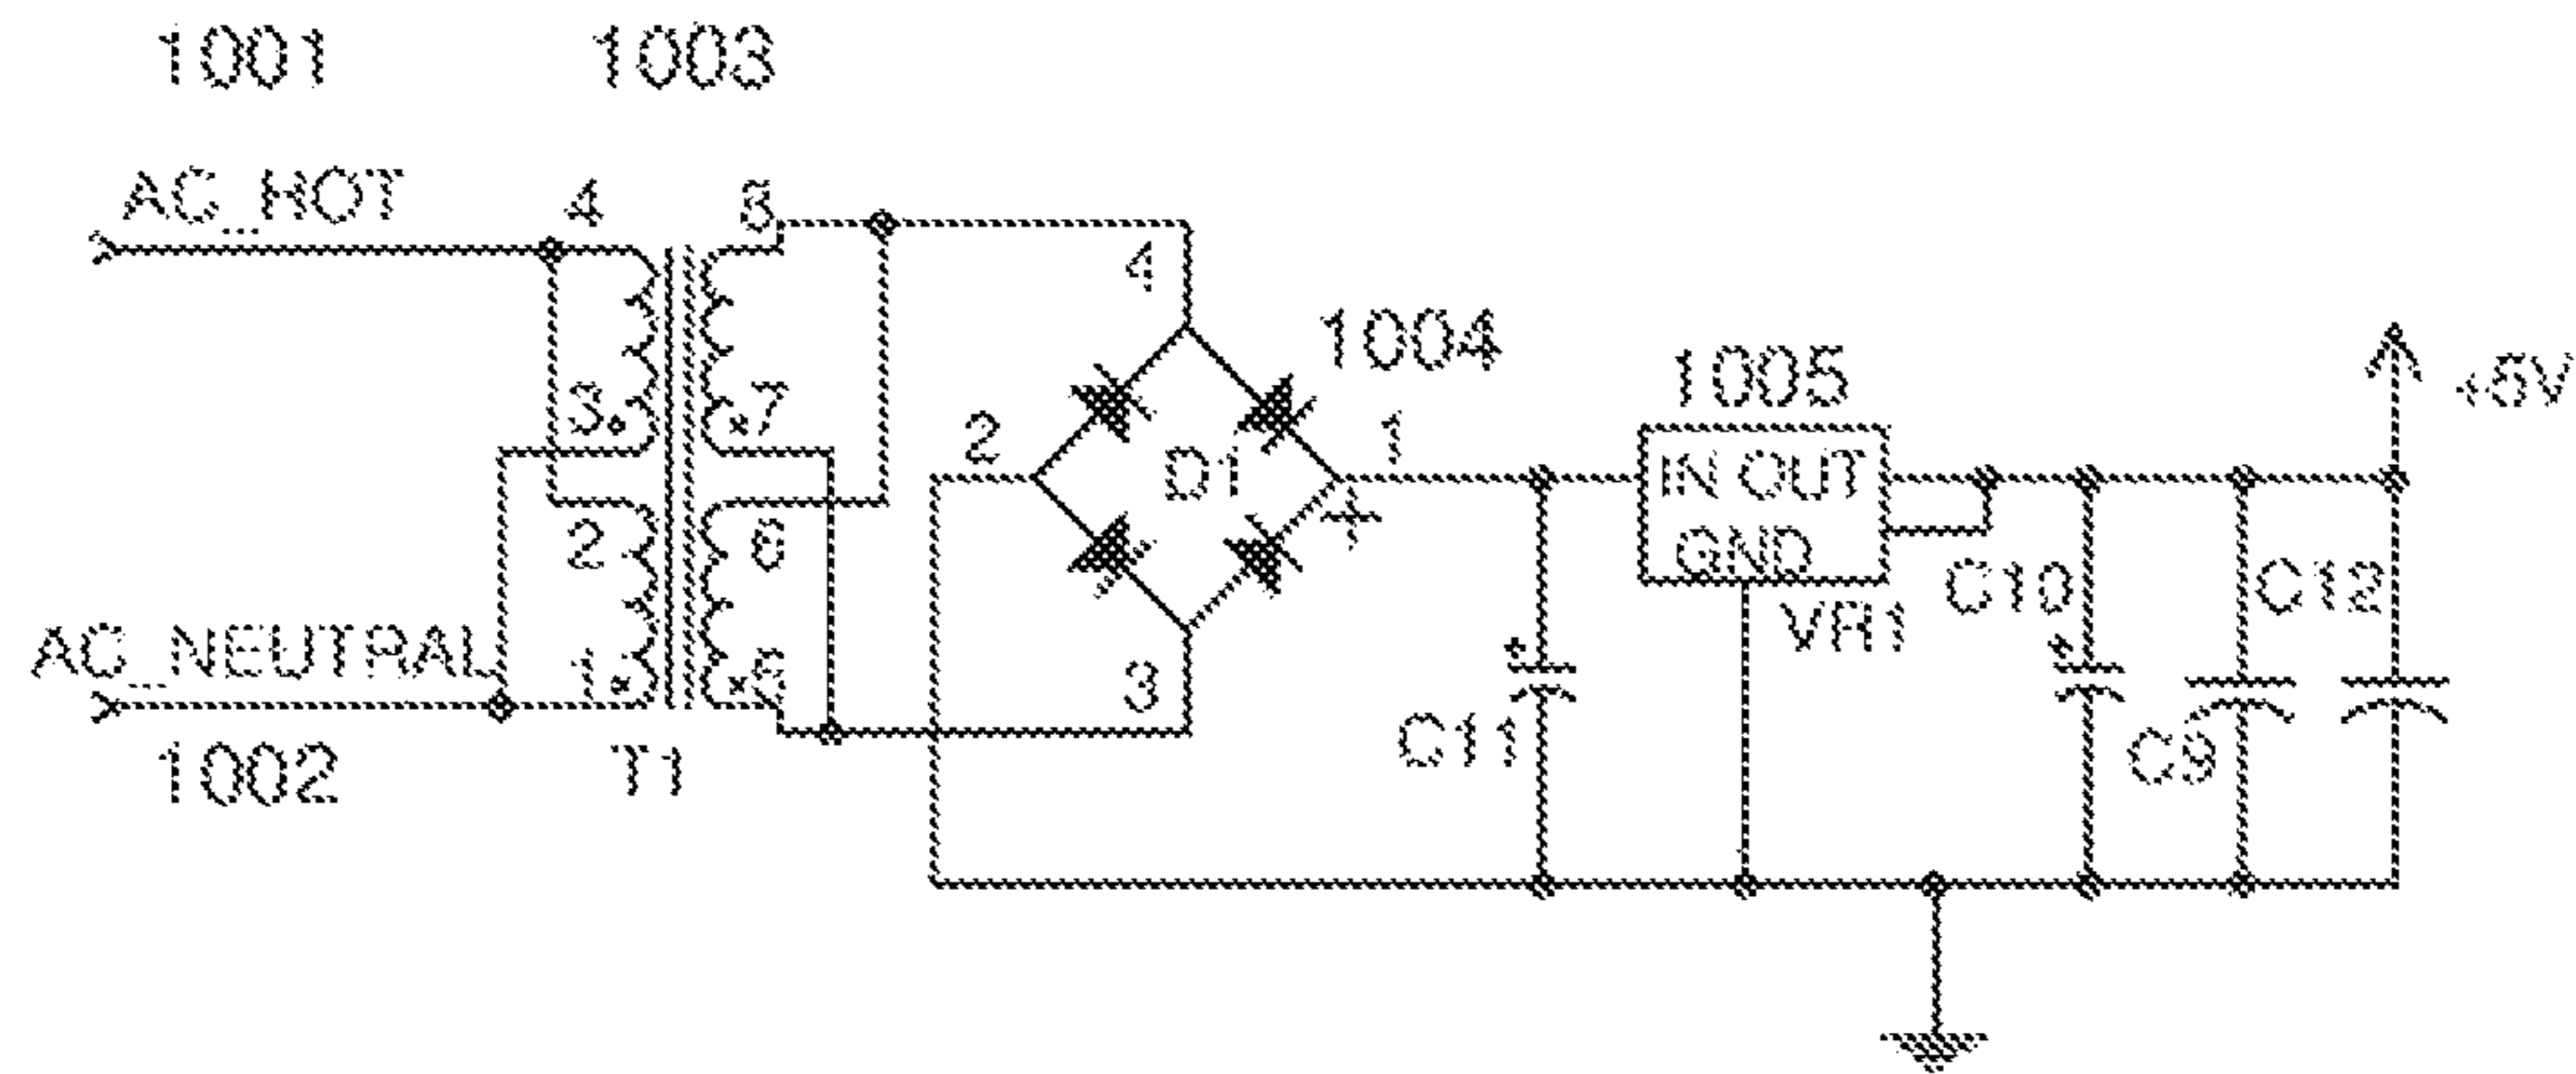 1001 1003
AC_HOT 4 8
4
1004
1005
+5V
3 7
2 D1 1
IN OUT
+
GND
2 6
C10 C12
VR1
AC_NEUTRAL 1 5
3
C11 C9
1002 T1